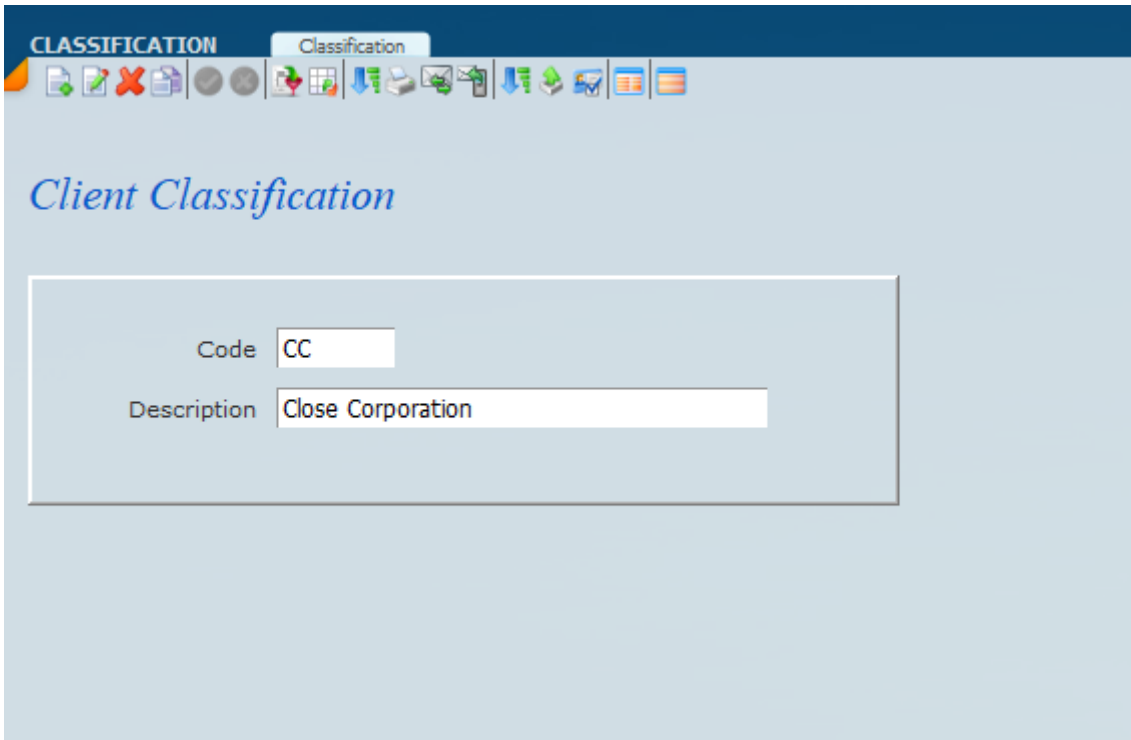 CLASSIFICATION Classification
Client Classification
Code CC
Description Close Corporation